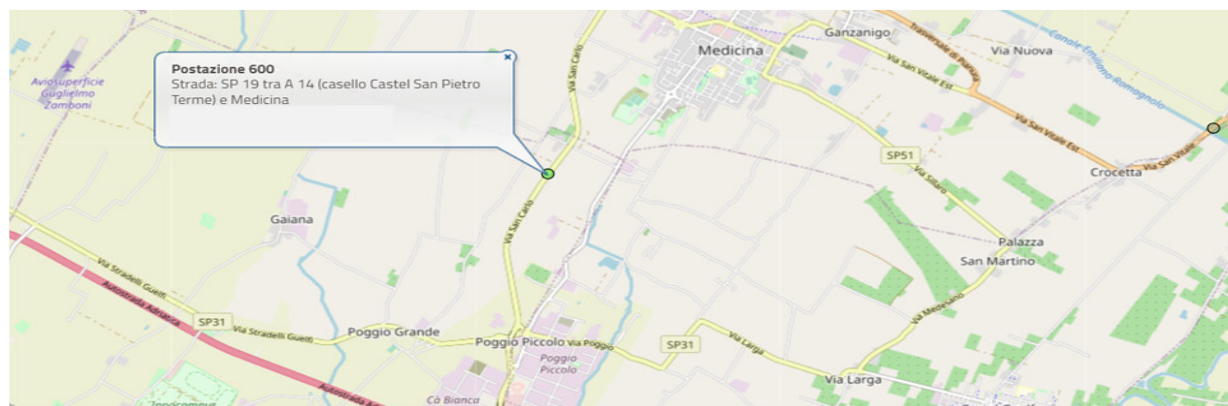 Medicina
Ganzanigo
Via Nuova
Trasversale di Pianura
Canale Emiliano Romagnolo
Via San Vitale Est
Via San Vitale Est
Via San Vitale
Crocetta
Aviosuperficie
Guglielmo
Zamboni
Postazione 600
Strada: SP 19 tra A 14 (casello Castel San Pietro
Terme) e Medicina
Via San Carlo
Via San Carlo
SP51
Via Sillaro
Gaiana
Palazza
San Martino
Via Stradelli Guelfi
Autostrada Adriatica
SP31
Via Stradelli Guelfi
Poggio Grande
Poggio Piccolo
Via Poggio
Poggio
Piccolo
SP31
Via Larga
Via Medesano
Via Larga
Autostrada Adriatica
Cà Bianca